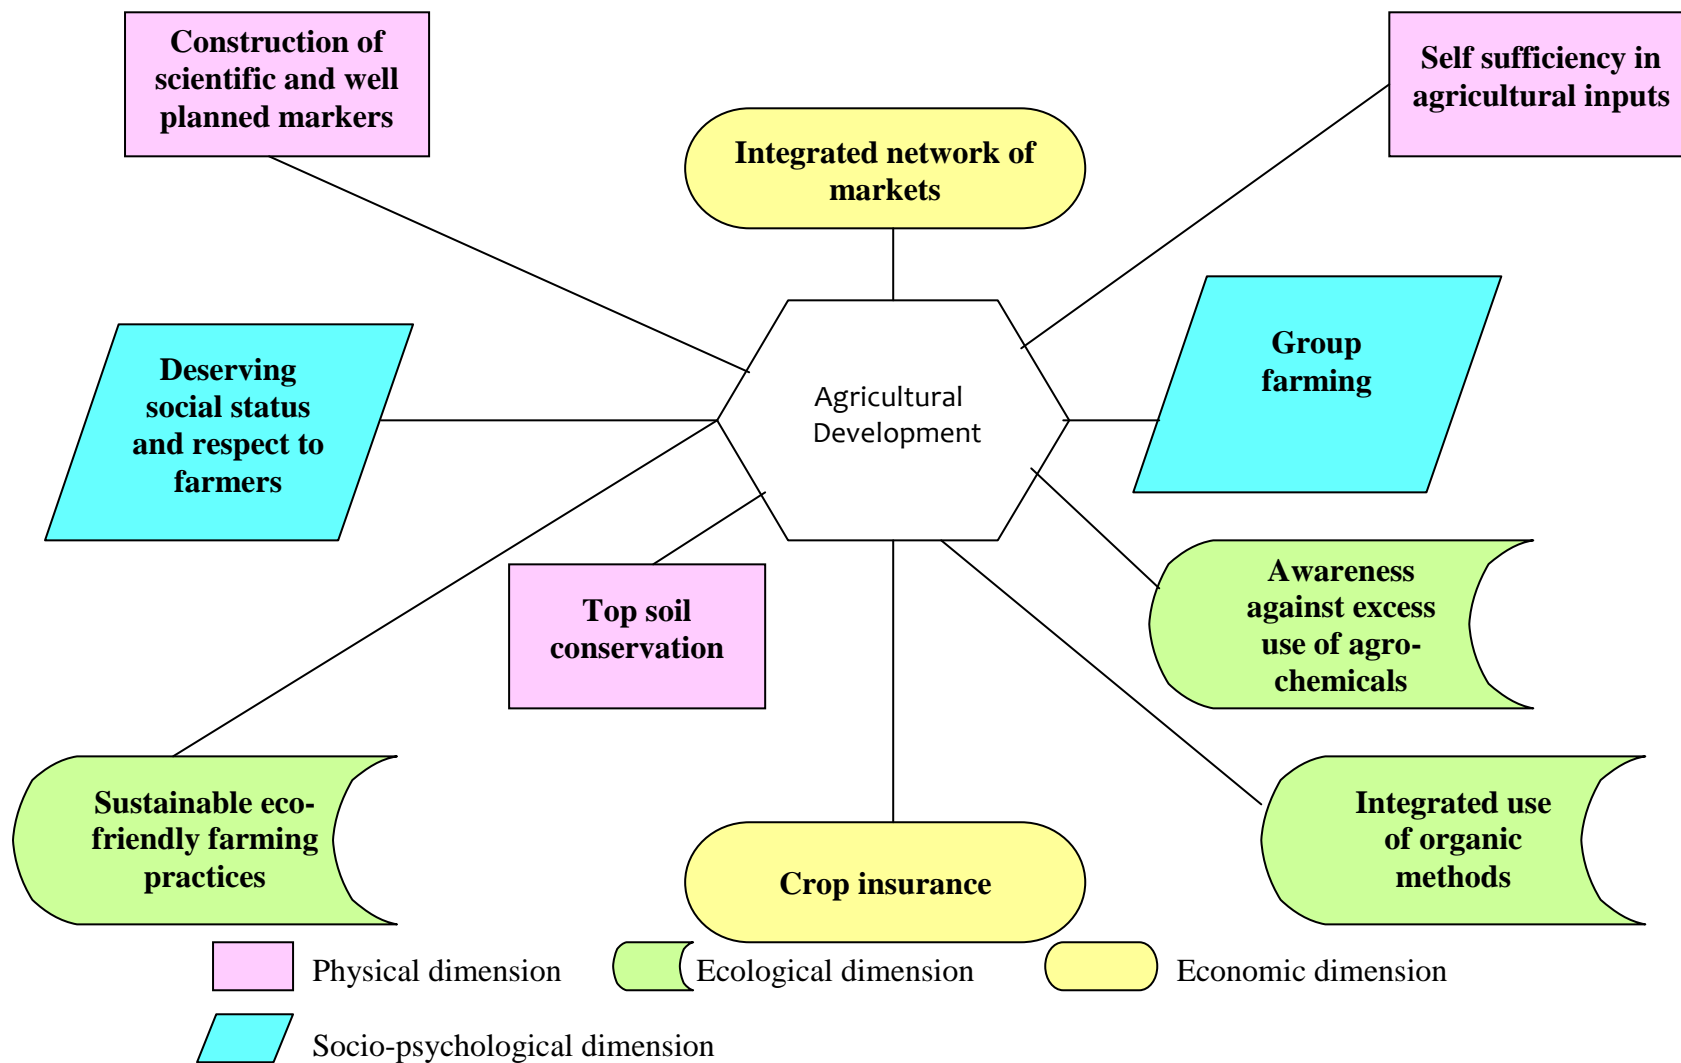 Construction of
scientific and well
planned markers
Self sufficiency in
agricultural inputs
Integrated network of
markets
Deserving
social status
and respect to
farmers
Agricultural
Development
Group
farming
Top soil
conservation
Awareness
against excess
use of agro-
chemicals
Sustainable eco-
friendly farming
practices
Crop insurance
Integrated use
of organic
methods
Physical dimension
Ecological dimension
Economic dimension
Socio-psychological dimension